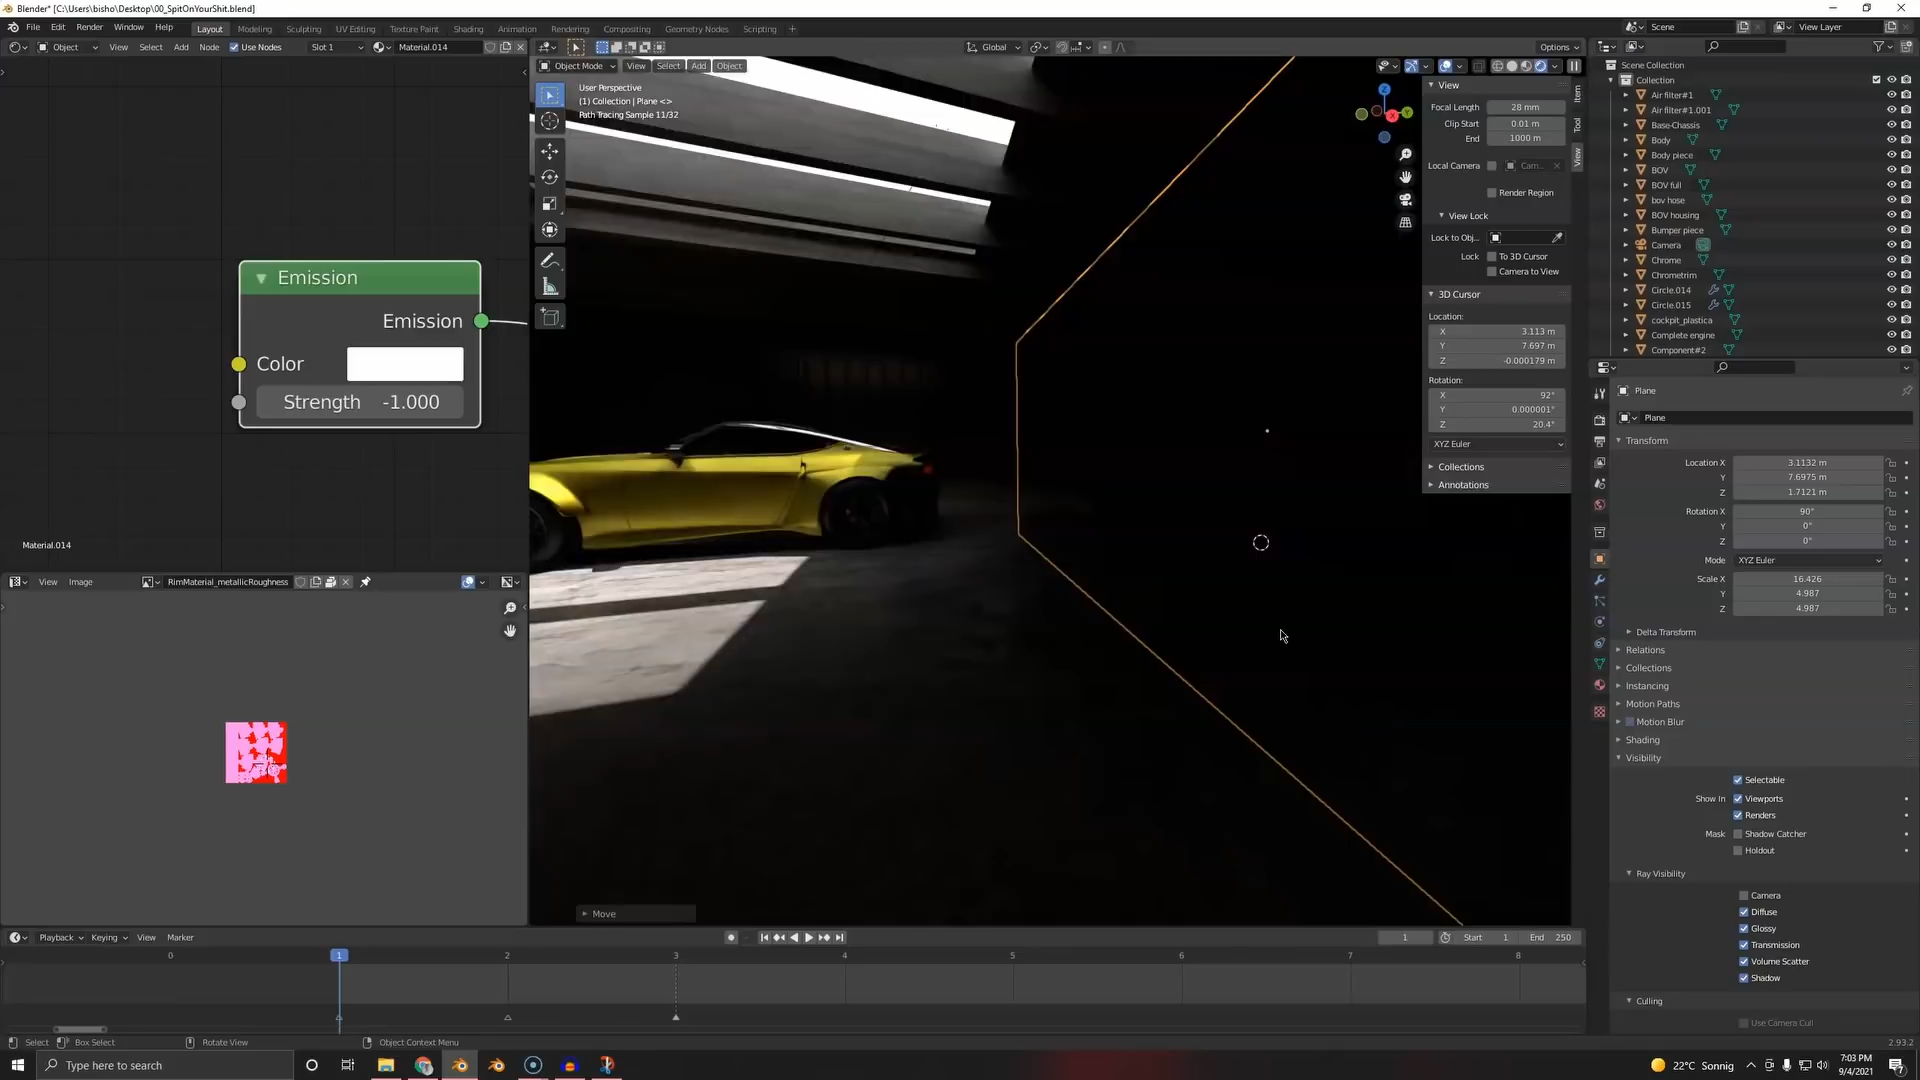 Blender* [C:\Users\bisho\Desktop\00_SpitOnYourShit.blend]
File Edit Render Window Help
Layout Modeling Sculpting UV Editing Texture Paint Shading Animation Rendering Compositing Geometry Nodes Scripting +
Scene View Layer
Object View Select Add Node Use Nodes Slot 1 Material.014
Global Options
Object Mode View Select Add Object
User Perspective
(1) Collection | Plane <>
Path Tracing Sample 11/32
Emission
Emission
Color
Strength -1.000
Material.014
View Image RimMaterial_metallicRoughness
Move
View
Focal Length 28 mm
Clip Start 0.01 m
End 1000 m
Local Camera Cam...
Render Region
View Lock
Lock to Obj...
Lock To 3D Cursor
Camera to View
3D Cursor
Location:
X 3.113 m
Y 7.697 m
Z -0.000179 m
Rotation:
X 92°
Y 0.000001°
Z 20.4°
XYZ Euler
Collections
Annotations
Item
Tool
View
Scene Collection
Collection
Air filter#1
Air filter#1.001
Base-Chassis
Body
Body piece
BOV
BOV full
bov hose
BOV housing
Bumper piece
Camera
Chrome
Chrometrim
Circle.014
Circle.015
cockpit_plastica
Complete engine
Component#2
Plane
Plane
Transform
Location X 3.1132 m
Y 7.6975 m
Z 1.7121 m
Rotation X 90°
Y 0°
Z 0°
Mode XYZ Euler
Scale X 16.426
Y 4.987
Z 4.987
Delta Transform
Relations
Collections
Instancing
Motion Paths
Motion Blur
Shading
Visibility
Selectable
Show In Viewports
Renders
Mask Shadow Catcher
Holdout
Ray Visibility
Camera
Diffuse
Glossy
Transmission
Volume Scatter
Shadow
Culling
Use Camera Cull
Playback Keying View Marker
1 Start 1 End 250
0 1 2 3 4 5 6 7 8
Select Box Select Rotate View Object Context Menu 2.93.2
Type here to search
22°C Sonnig
7:03 PM
9/4/2021